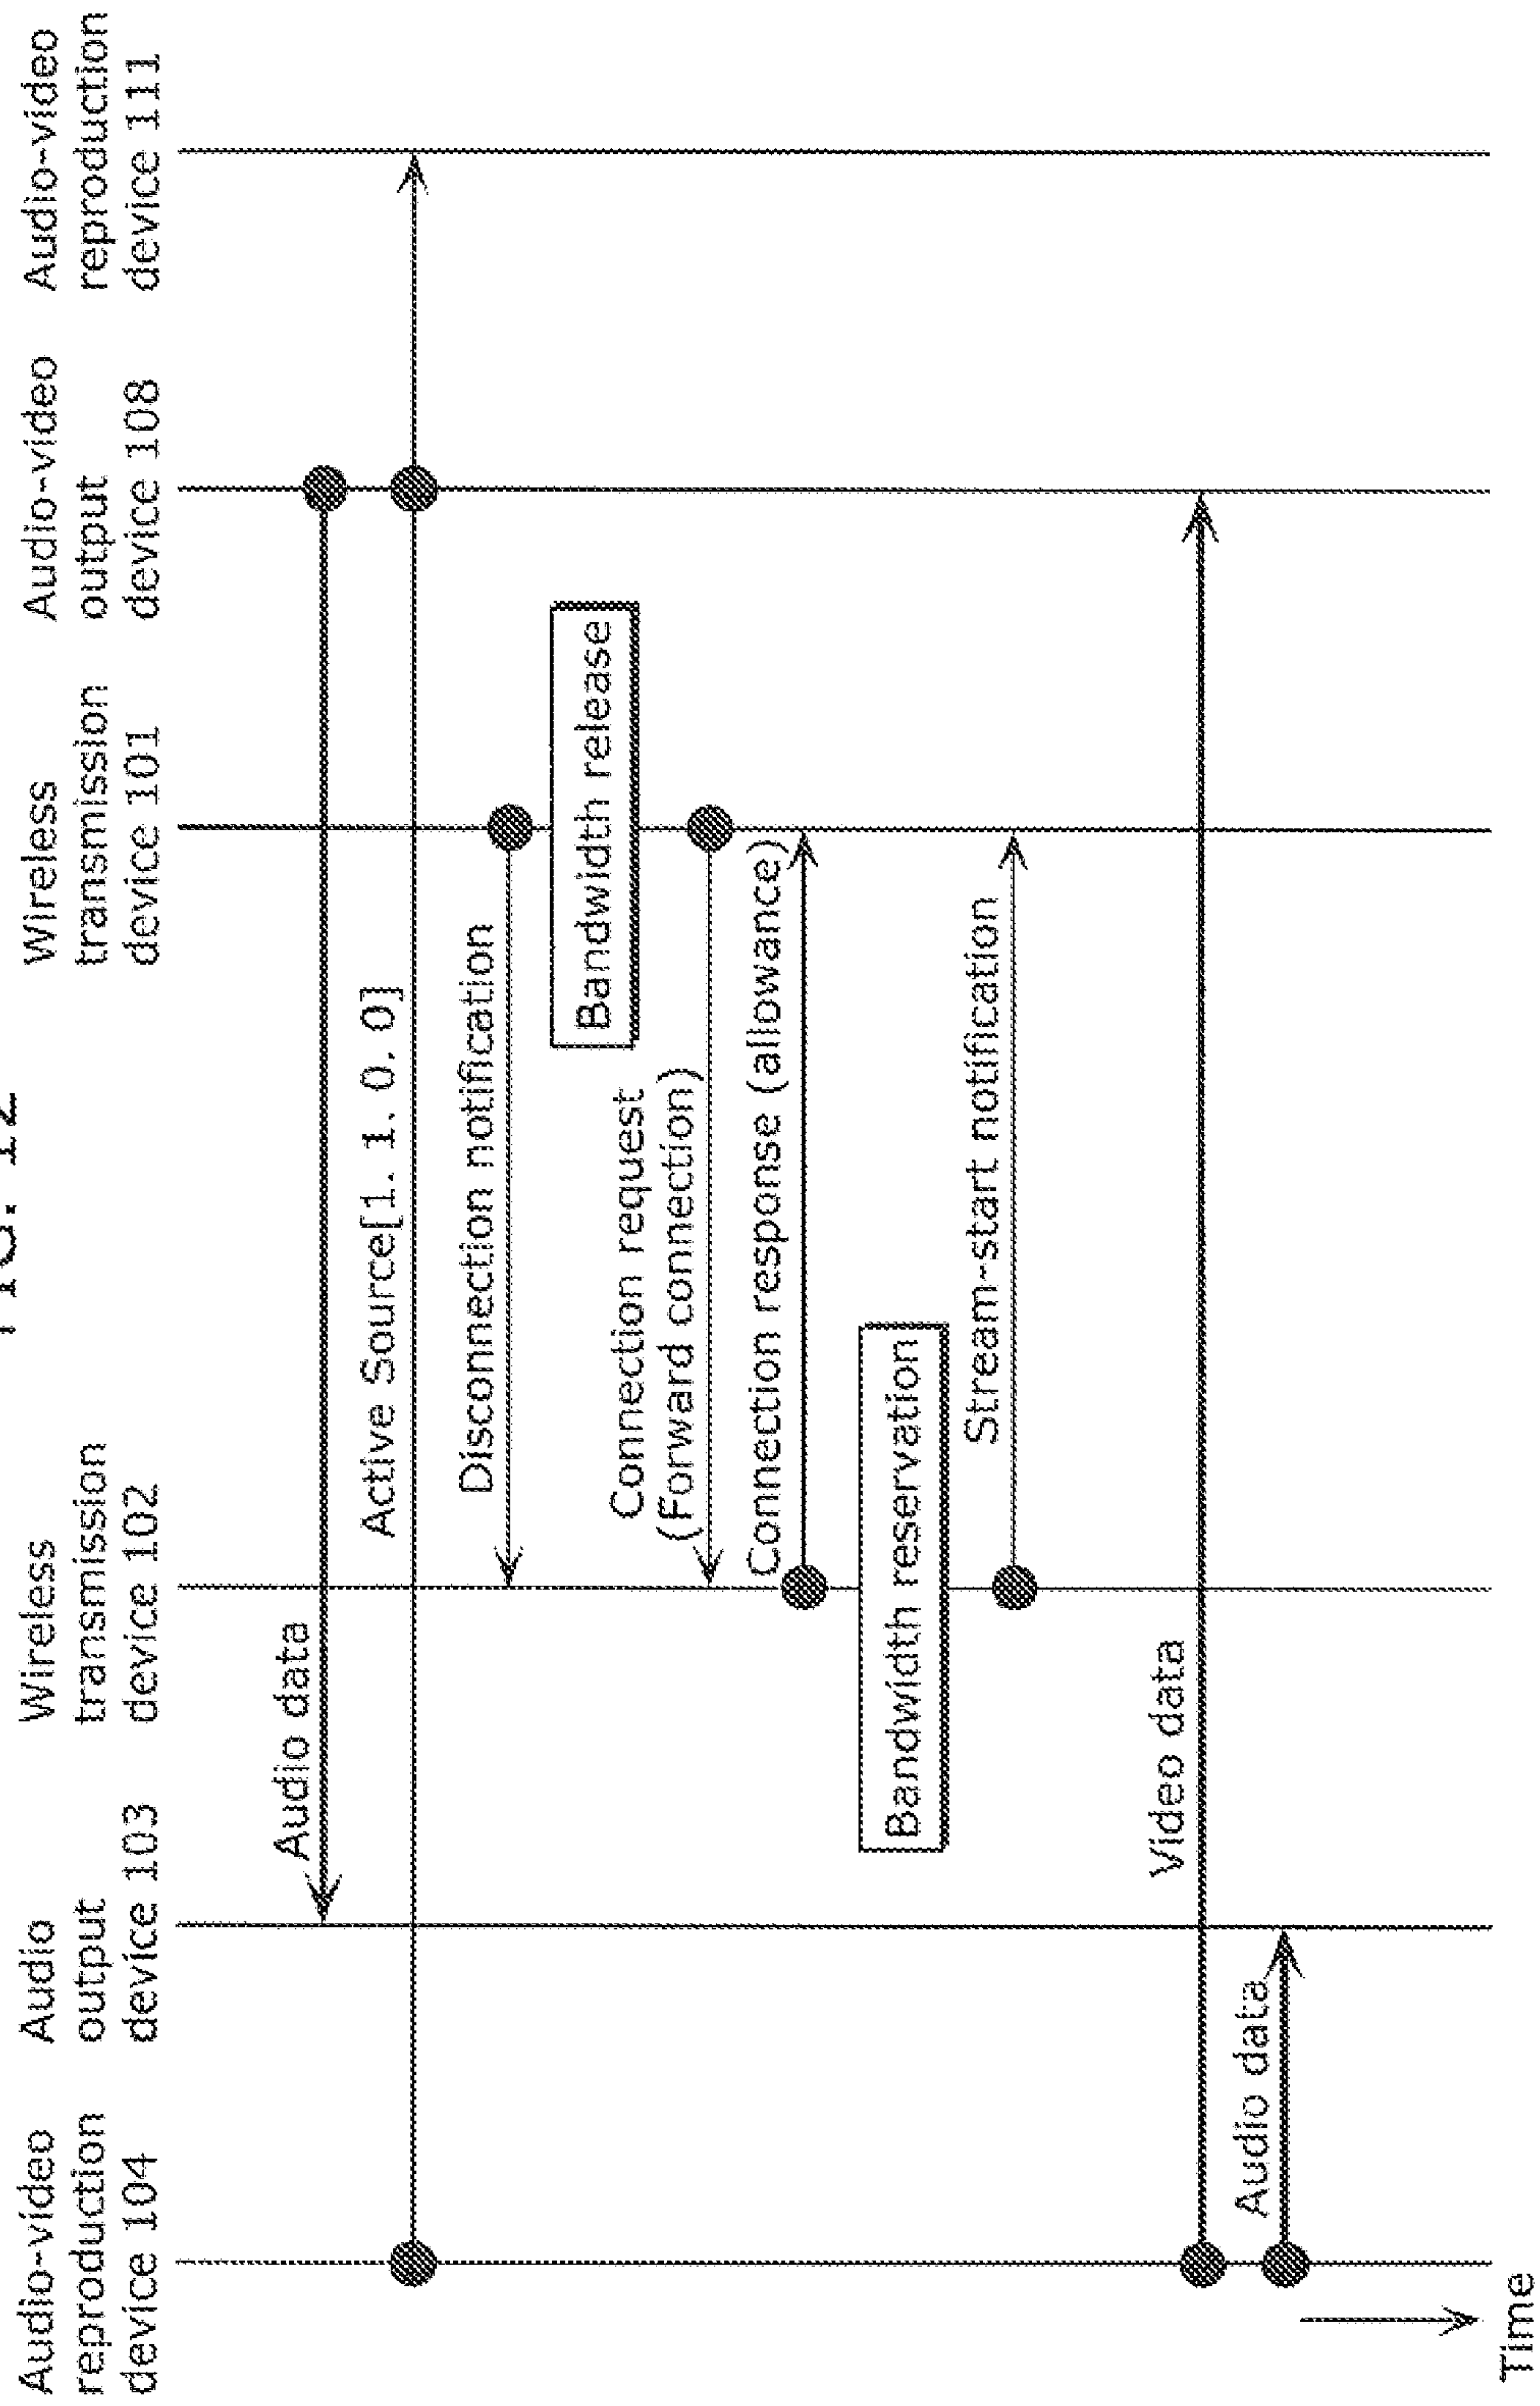 FIG. 12
Audio-video
reproduction
device 104
Audio
output
device 103
Wireless
transmission
device 102
Wireless
transmission
device 101
Audio-video
output
device 108
Audio-video
reproduction
device 111
Audio data
Active Source[1. 1. 0. 0]
Disconnection notification
Bandwidth release
Connection request
(Forward connection)
Connection response (allowance)
Bandwidth reservation
Stream-start notification
Video data
Audio data
Time